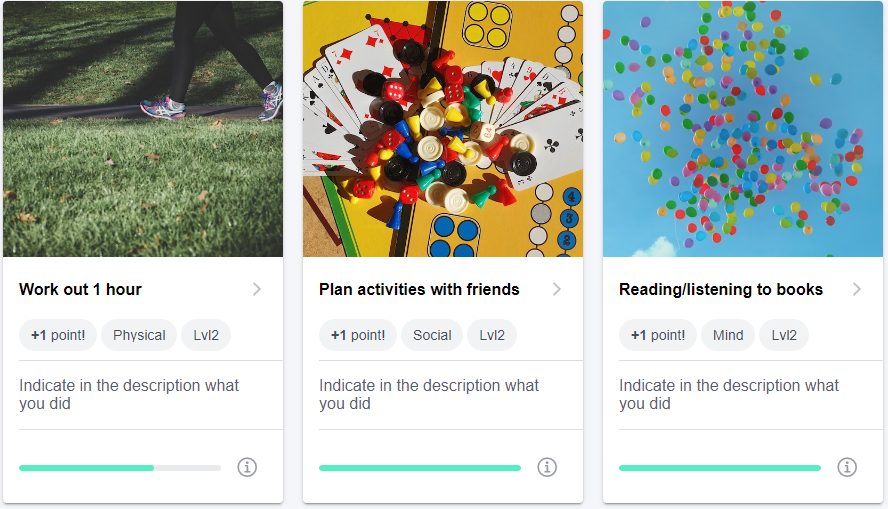 Work out 1 hour
+1 point! Physical Lvl2
Indicate in the description what
you did
Plan activities with friends
+1 point! Social Lvl2
Indicate in the description what
you did
Reading/listening to books
+1 point! Mind Lvl2
Indicate in the description what
you did